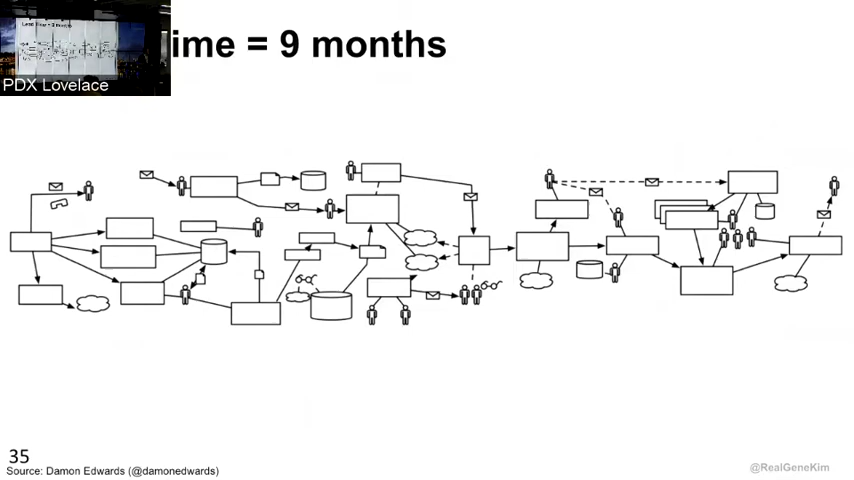 ime = 9 months
PDX Lovelace
35
Source: Damon Edwards (@damonedwards)
@RealGeneKim